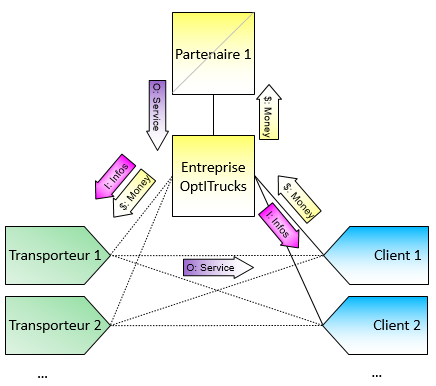 Partenaire 1
O: Service
$: Money
Entreprise
OptITrucks
I: Infos
$: Money
$: Money
I: Infos
Transporteur 1
O: Service
Client 1
Transporteur 2
Client 2
...
...